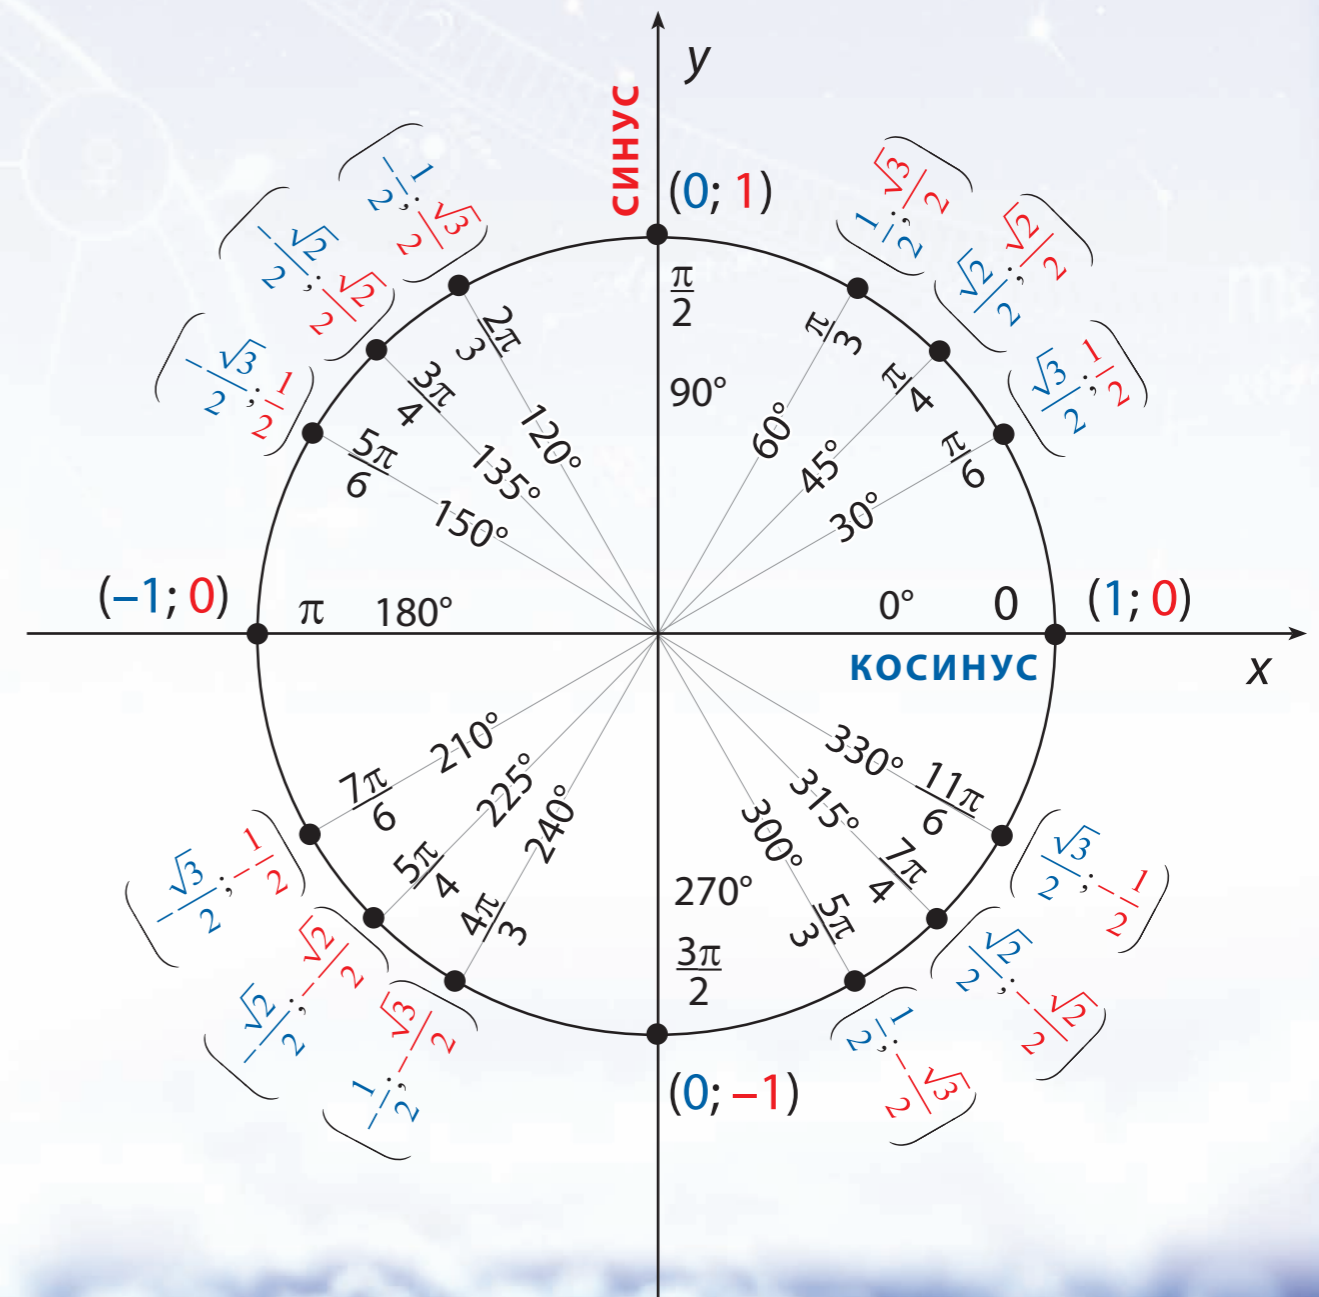 y
СИНУС
(0; 1)
(−1/2; √3/2)
(1/2; √3/2)
(−√2/2; √2/2)
(√2/2; √2/2)
(−√3/2; 1/2)
(√3/2; 1/2)
π/2
90°
2π/3
120°
3π/4
135°
5π/6
150°
π/3
60°
π/4
45°
π/6
30°
(−1; 0)
π
180°
0°
0
(1; 0)
КОСИНУС
x
210°
7π/6
225°
5π/4
240°
4π/3
270°
3π/2
300°
5π/3
315°
7π/4
330°
11π/6
(−√3/2; −1/2)
(√3/2; −1/2)
(−√2/2; −√2/2)
(√2/2; −√2/2)
(−1/2; −√3/2)
(1/2; −√3/2)
(0; −1)